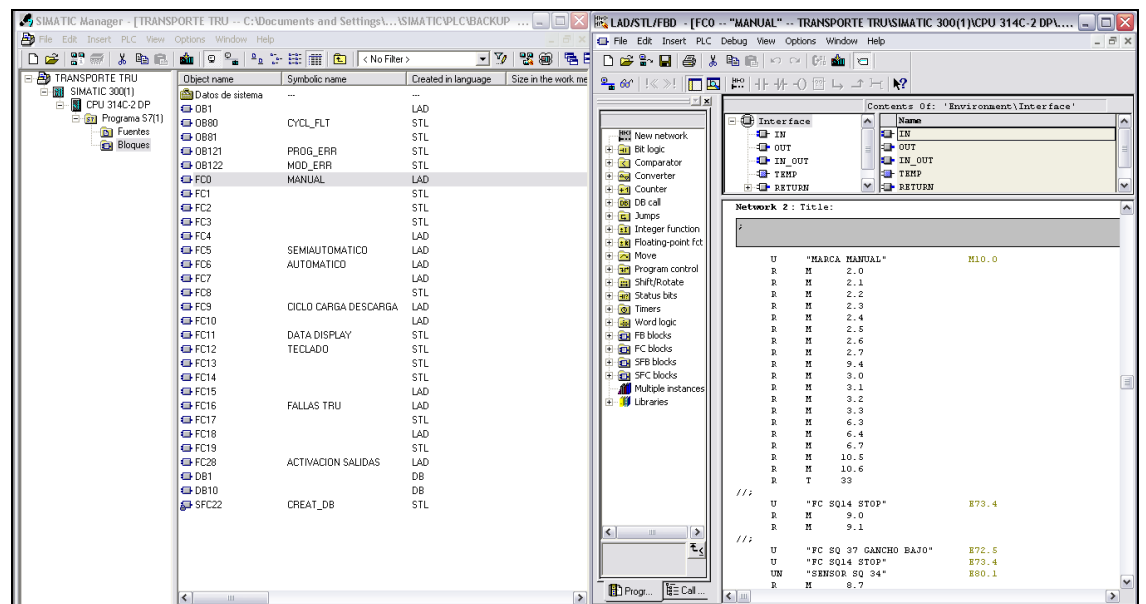 SIMATIC Manager - [TRANSPORTE TRU -- C:\Documents and Settings\...\SIMATIC\PLC\BACKUP ...
File Edit Insert PLC View Options Window Help
< No Filter >
TRANSPORTE TRU
SIMATIC 300(1)
CPU 314C-2 DP
Programa S7(1)
Fuentes
Bloques
Object name Symbolic name Created in language Size in the work me
Datos de sistema --- ---
OB1 LAD
OB80 CYCL_FLT STL
OB81 STL
OB121 PROG_ERR STL
OB122 MOD_ERR STL
FC0 MANUAL LAD
FC1 STL
FC2 STL
FC3 STL
FC4 LAD
FC5 SEMIAUTOMATICO LAD
FC6 AUTOMATICO LAD
FC7 LAD
FC8 STL
FC9 CICLO CARGA DESCARGA LAD
FC10 LAD
FC11 DATA DISPLAY STL
FC12 TECLADO STL
FC13 STL
FC14 STL
FC15 LAD
FC16 FALLAS TRU LAD
FC17 STL
FC18 LAD
FC19 STL
FC28 ACTIVACION SALIDAS LAD
DB1 DB
DB10 DB
SFC22 CREAT_DB STL
LAD/STL/FBD - [FC0 -- "MANUAL" -- TRANSPORTE TRU\SIMATIC 300(1)\CPU 314C-2 DP\....
File Edit Insert PLC Debug View Options Window Help
New network
Bit logic
Comparator
Converter
Counter
DB call
Jumps
Integer function
Floating-point fct
Move
Program control
Shift/Rotate
Status bits
Timers
Word logic
FB blocks
FC blocks
SFB blocks
SFC blocks
Multiple instances
Libraries
Progr... Call ...
Contents Of: 'Environment\Interface'
Interface
IN
OUT
IN_OUT
TEMP
RETURN
Name
IN
OUT
IN_OUT
TEMP
RETURN
Network 2 : Title:
;
U "MARCA MANUAL" M10.0
R M 2.0
R M 2.1
R M 2.2
R M 2.3
R M 2.4
R M 2.5
R M 2.6
R M 2.7
R M 9.4
R M 3.0
R M 3.1
R M 3.2
R M 3.3
R M 6.3
R M 6.4
R M 6.7
R M 10.5
R M 10.6
R T 33
//;
U "FC SQ14 STOP" E73.4
R M 9.0
R M 9.1
//;
U "FC SQ 37 GANCHO BAJO" E72.5
U "FC SQ14 STOP" E73.4
UN "SENSOR SQ 34" E80.1
R M 8.7